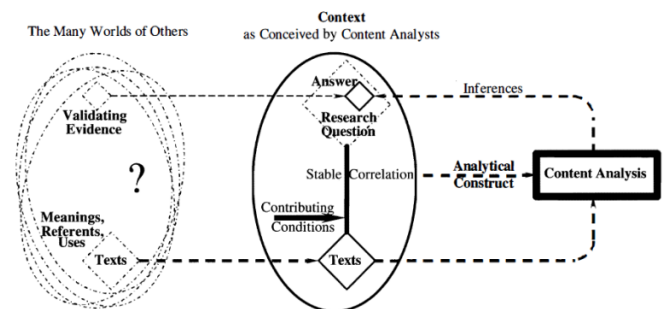 The Many Worlds of Others
Context
as Conceived by Content Analysts
Validating
Evidence
?
Meanings,
Referents,
Uses
Texts
Answer
Research
Question
Stable Correlation
Contributing
Conditions
Texts
Inferences
Analytical
Construct
Content Analysis